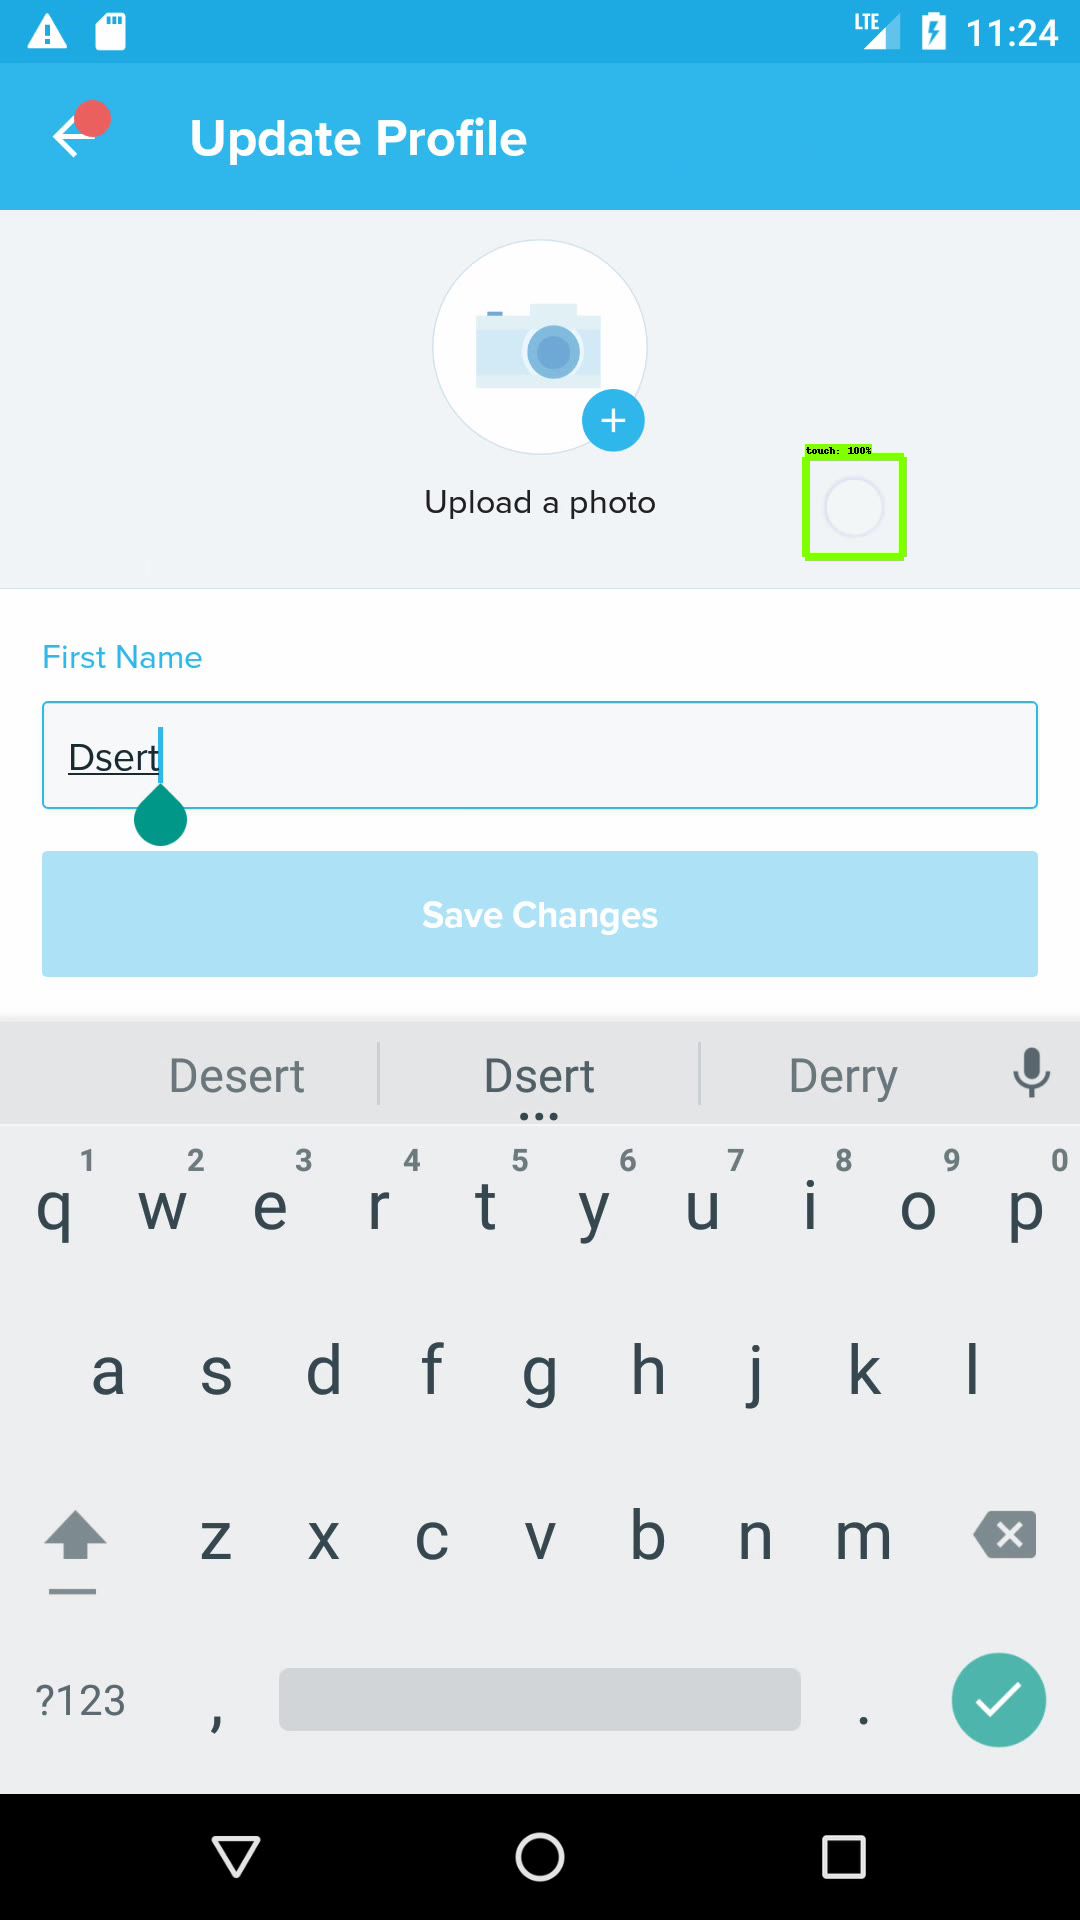 LTE 11:24
Update Profile
touch: 100%
Upload a photo
First Name
Dsert
Save Changes
Desert Dsert Derry
1 2 3 4 5 6 7 8 9 0
q w e r t y u i o p
a s d f g h j k l
z x c v b n m
?123 , .